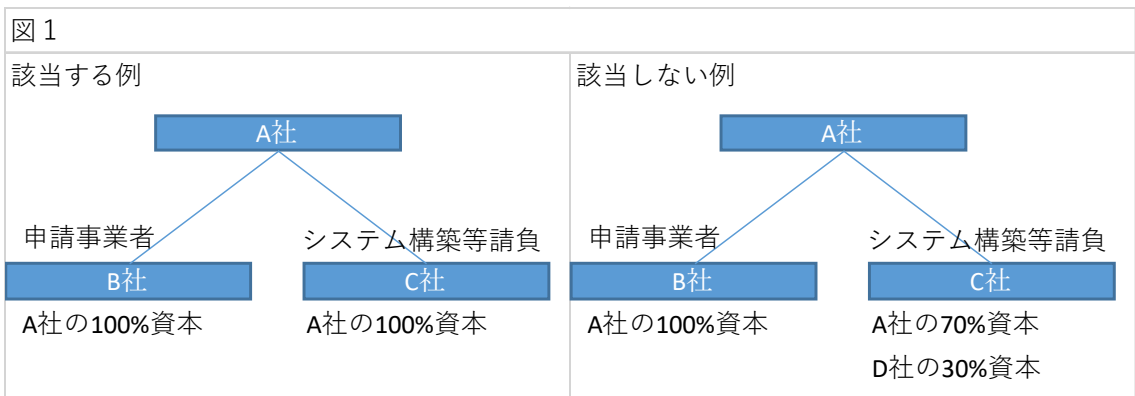 図１
該当する例
A社
申請事業者
システム構築等請負
B社
C社
A社の100%資本
A社の100%資本
該当しない例
A社
申請事業者
システム構築等請負
B社
C社
A社の100%資本
A社の70%資本
D社の30%資本